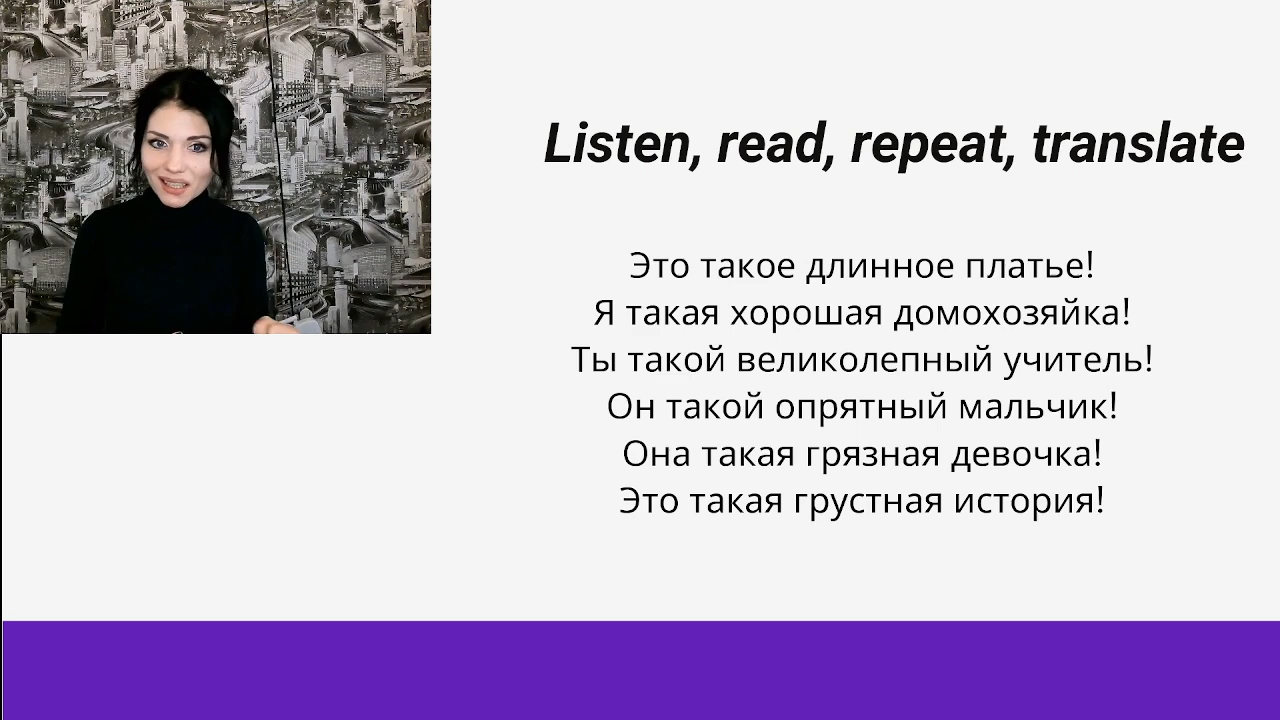 Listen, read, repeat, translate
Это такое длинное платье!
Я такая хорошая домохозяйка!
Ты такой великолепный учитель!
Он такой опрятный мальчик!
Она такая грязная девочка!
Это такая грустная история!